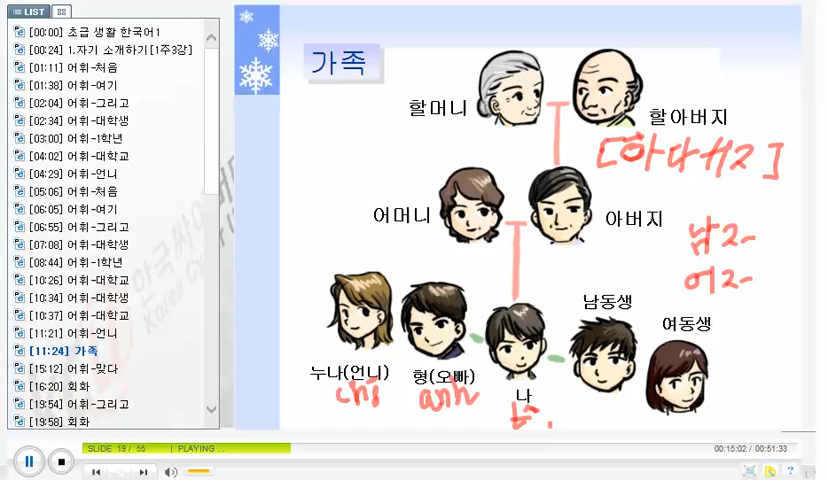 LIST
[00:00] 초급 생활 한국어1
[00:24] 1.자기 소개하기[1주3강]
[01:11] 어휘-처음
[01:38] 어휘-여기
[02:04] 어휘-그리고
[02:34] 어휘-대학생
[03:00] 어휘-1학년
[04:02] 어휘-대학교
[04:29] 어휘-언니
[05:06] 어휘-처음
[06:05] 어휘-여기
[06:55] 어휘-그리고
[07:08] 어휘-대학생
[08:44] 어휘-1학년
[10:26] 어휘-대학교
[10:34] 어휘-대학생
[10:37] 어휘-대학교
[11:21] 어휘-언니
[11:24] 가족
[15:12] 어휘-맞다
[16:20] 회화
[19:54] 어휘-그리고
[19:58] 회화
가족
할머니
할아버지
어머니
아버지
남동생
여동생
누나(언니)
형(오빠)
나
chi
anh
SLIDE 19 / 55
PLAYING ...
00:15:02 / 00:51:33